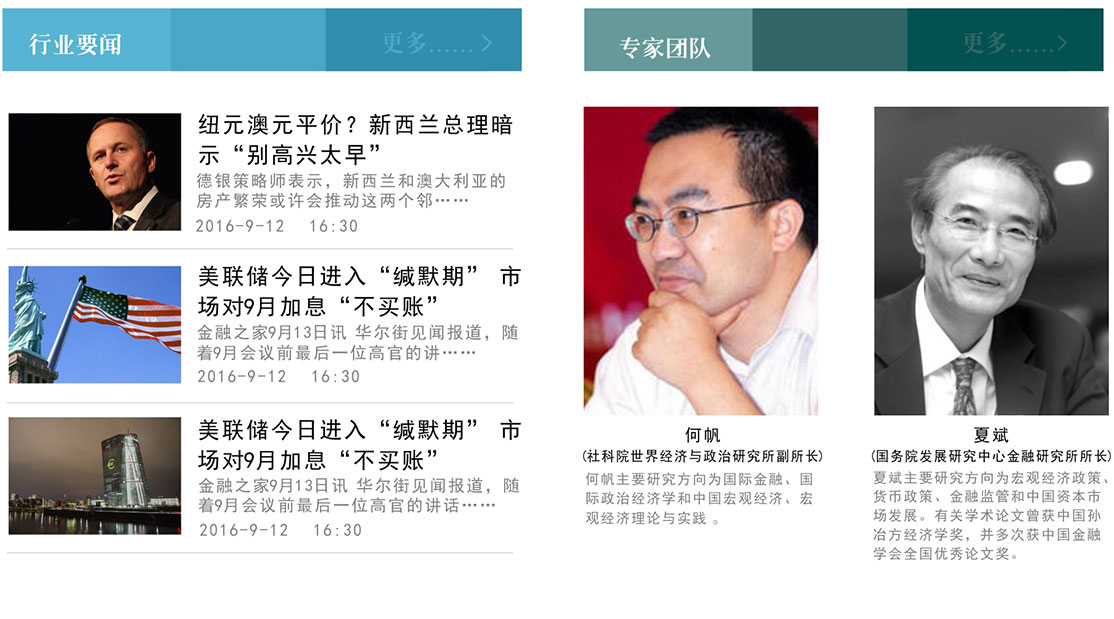 行业要闻
更多......
纽元澳元平价？新西兰总理暗
示“别高兴太早”
德银策略师表示，新西兰和澳大利亚的
房产繁荣或许会推动这两个邻……
2016-9-12 16:30
美联储今日进入“缄默期” 市
场对9月加息“不买账”
金融之家9月13日讯 华尔街见闻报道，随
着9月会议前最后一位高官的讲……
2016-9-12 16:30
美联储今日进入“缄默期” 市
场对9月加息“不买账”
金融之家9月13日讯 华尔街见闻报道，随
着9月会议前最后一位高官的讲话……
2016-9-12 16:30
专家团队
更多......
何帆
(社科院世界经济与政治研究所副所长)
何帆主要研究方向为国际金融、国
际政治经济学和中国宏观经济、宏
观经济理论与实践 。
夏斌
(国务院发展研究中心金融研究所所长)
夏斌主要研究方向为宏观经济政策、
货币政策、金融监管和中国资本市
场发展。有关学术论文曾获中国孙
冶方经济学奖，并多次获中国金融
学会全国优秀论文奖。